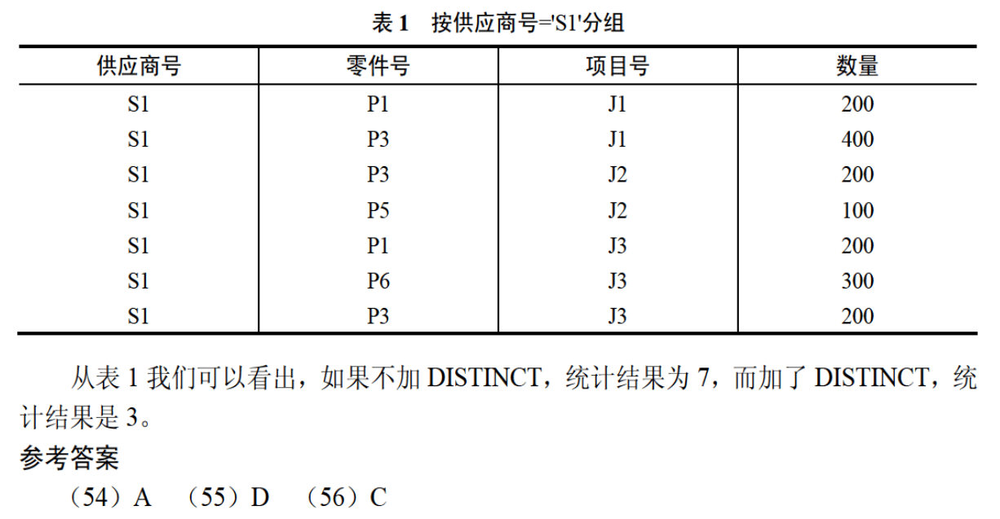 表 1 按供应商号='S1'分组
供应商号 零件号 项目号 数量
S1 P1 J1 200
S1 P3 J1 400
S1 P3 J2 200
S1 P5 J2 100
S1 P1 J3 200
S1 P6 J3 300
S1 P3 J3 200
从表 1 我们可以看出，如果不加 DISTINCT，统计结果为 7，而加了 DISTINCT，统
计结果是 3。
参考答案
（54）A （55）D （56）C